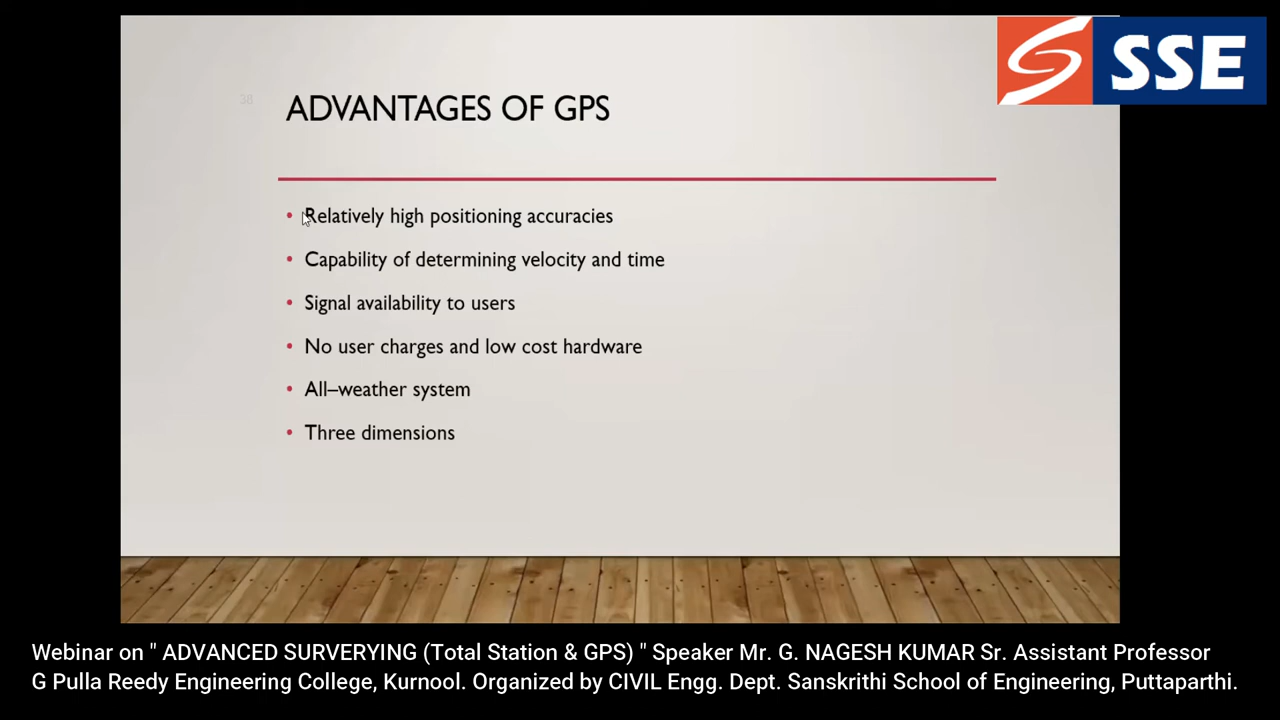 SSE
38
ADVANTAGES OF GPS
• Relatively high positioning accuracies
• Capability of determining velocity and time
• Signal availability to users
• No user charges and low cost hardware
• All–weather system
• Three dimensions
Webinar on " ADVANCED SURVERYING (Total Station & GPS) " Speaker Mr. G. NAGESH KUMAR Sr. Assistant Professor
G Pulla Reedy Engineering College, Kurnool. Organized by CIVIL Engg. Dept. Sanskrithi School of Engineering, Puttaparthi.